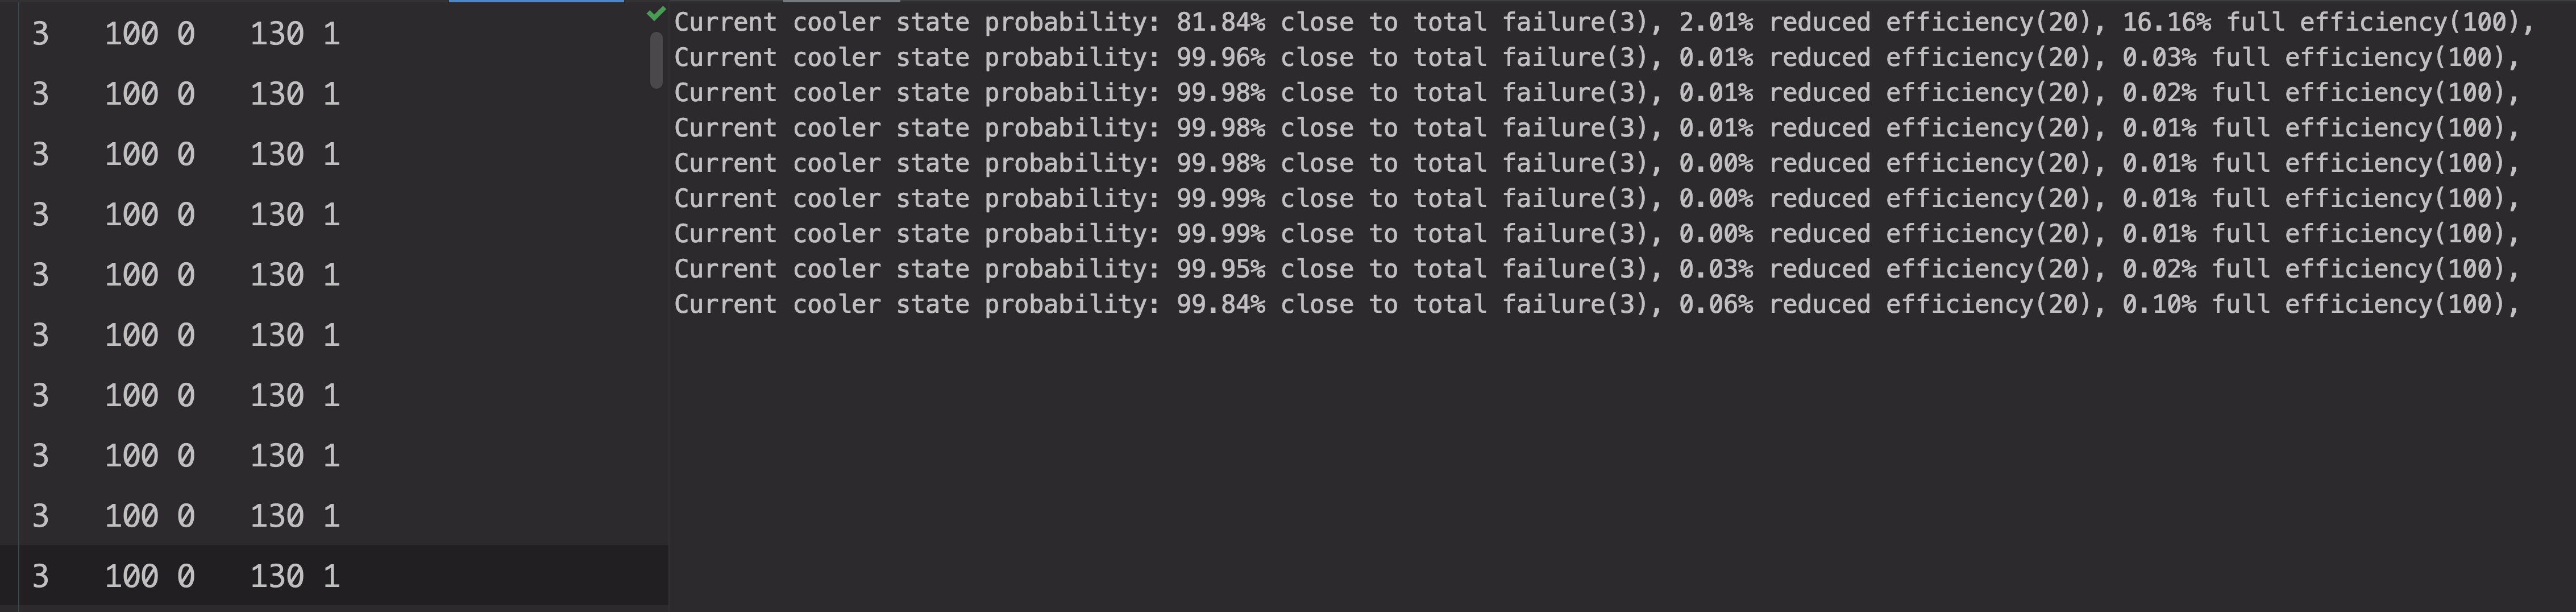 3 100 0 130 1
3 100 0 130 1
3 100 0 130 1
3 100 0 130 1
3 100 0 130 1
3 100 0 130 1
3 100 0 130 1
3 100 0 130 1
3 100 0 130 1
3 100 0 130 1
Current cooler state probability: 81.84% close to total failure(3), 2.01% reduced efficiency(20), 16.16% full efficiency(100),
Current cooler state probability: 99.96% close to total failure(3), 0.01% reduced efficiency(20), 0.03% full efficiency(100),
Current cooler state probability: 99.98% close to total failure(3), 0.01% reduced efficiency(20), 0.02% full efficiency(100),
Current cooler state probability: 99.98% close to total failure(3), 0.01% reduced efficiency(20), 0.01% full efficiency(100),
Current cooler state probability: 99.98% close to total failure(3), 0.00% reduced efficiency(20), 0.01% full efficiency(100),
Current cooler state probability: 99.99% close to total failure(3), 0.00% reduced efficiency(20), 0.01% full efficiency(100),
Current cooler state probability: 99.99% close to total failure(3), 0.00% reduced efficiency(20), 0.01% full efficiency(100),
Current cooler state probability: 99.95% close to total failure(3), 0.03% reduced efficiency(20), 0.02% full efficiency(100),
Current cooler state probability: 99.84% close to total failure(3), 0.06% reduced efficiency(20), 0.10% full efficiency(100),